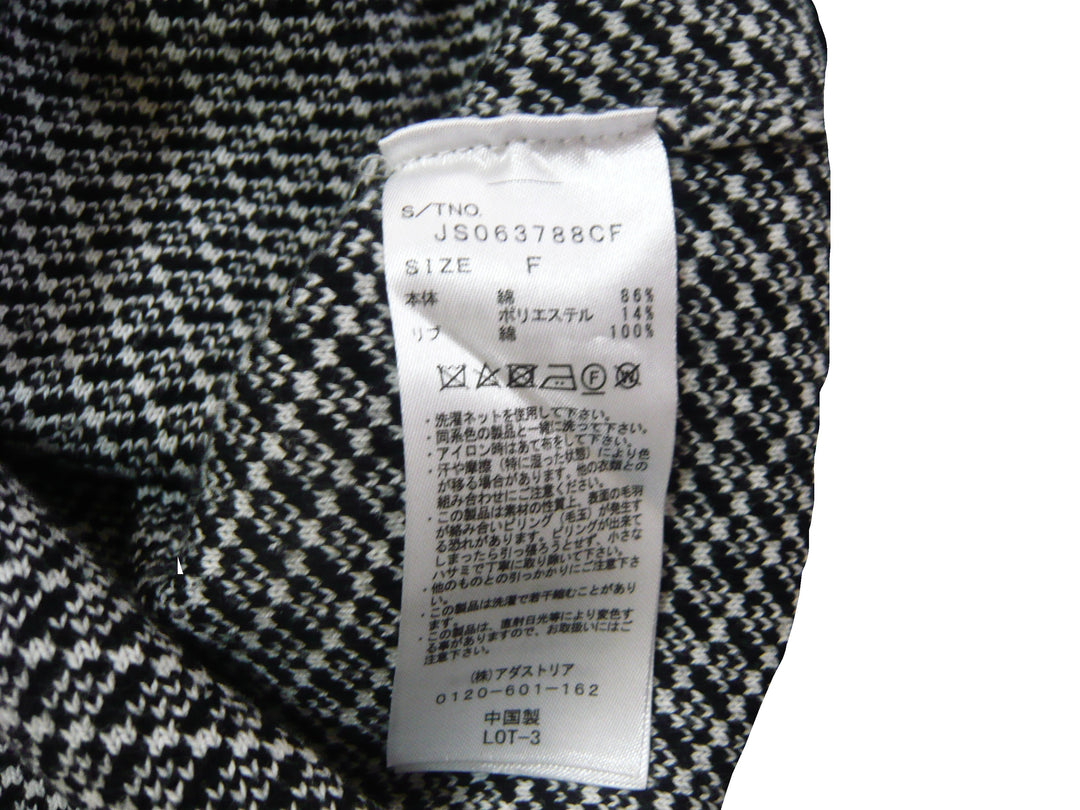 S/TNO.
JS063788CF
SIZE F
本体 綿 86%
ポリエステル 14%
リブ 綿 100%
F W
・洗濯ネットを使用して下さい。
・同系色の製品と一緒に洗って下さい。
・アイロン時はあて布をして下さい。
・汗や摩擦（特に湿った状態）により色
が移る場合があります。他の衣類との
組み合わせにご注意ください。
・この製品は素材の性質上、表面の毛羽
が絡み合いピリング（毛玉）が発生す
る恐れがあります。ピリングが出来て
しまったら引っ張ろうとせず、小さな
ハサミで丁寧に取り除いて下さい。
・他のものとの引っかかりにご注意下さ
い。
・この製品は洗濯で若干縮むことがあり
ます。
・この製品は、直射日光等により変色す
る事がありますので、お取扱いにはご
注意下さい。
(株)アダストリア
0120-601-162
中国製
LOT-3